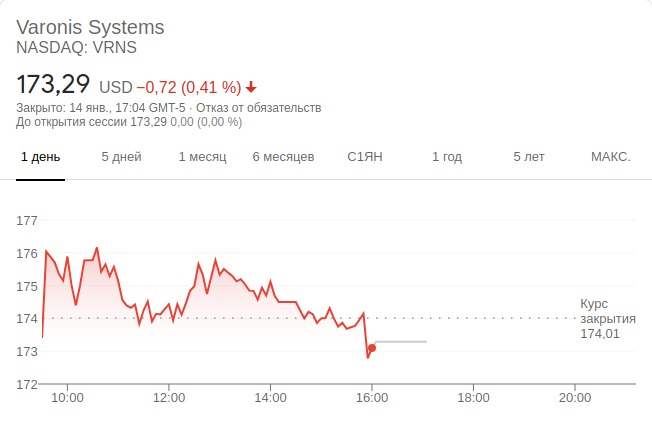 Varonis Systems
NASDAQ: VRNS
173,29 USD −0,72 (0,41 %)
Закрыто: 14 янв., 17:04 GMT-5 · Отказ от обязательств
До открытия сессии 173,29 0,00 (0,00 %)
1 день 5 дней 1 месяц 6 месяцев С1ЯН 1 год 5 лет МАКС.
177
176
175
174
173
172
Курс
закрытия
174,01
10:00 12:00 14:00 16:00 18:00 20:00